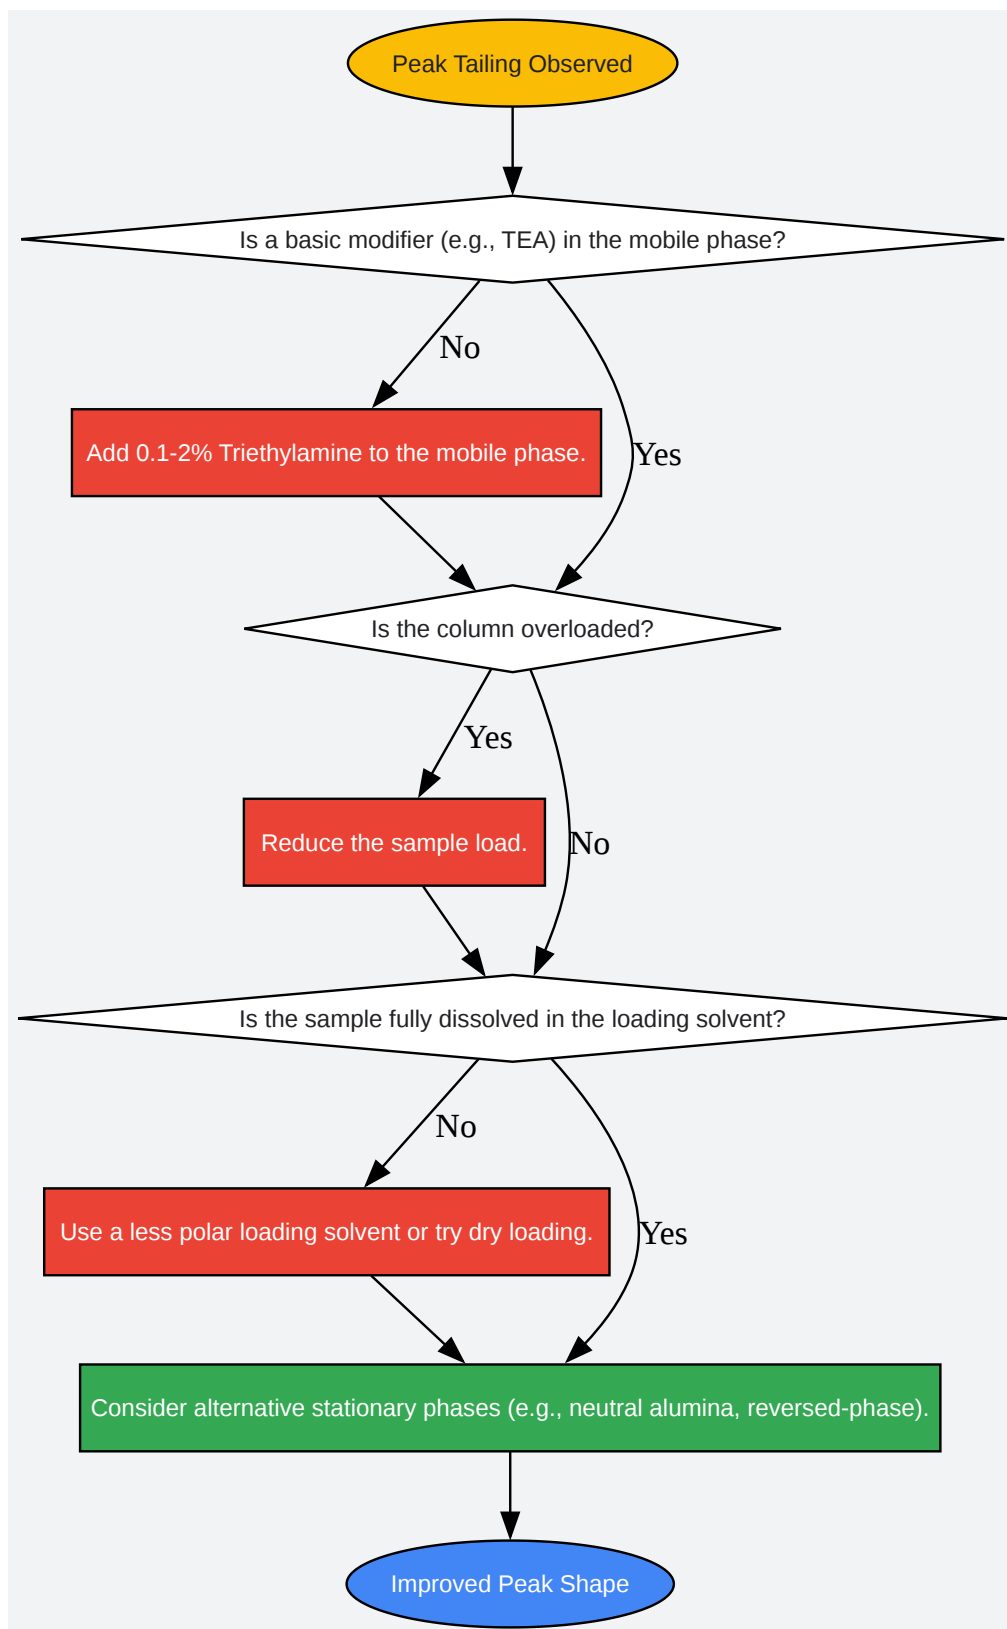 Peak Tailing Observed
Is a basic modifier (e.g., TEA) in the mobile phase?
No
Add 0.1-2% Triethylamine to the mobile phase.
Yes
Is the column overloaded?
Yes
Reduce the sample load.
No
Is the sample fully dissolved in the loading solvent?
No
Use a less polar loading solvent or try dry loading.
Yes
Consider alternative stationary phases (e.g., neutral alumina, reversed-phase).
Improved Peak Shape